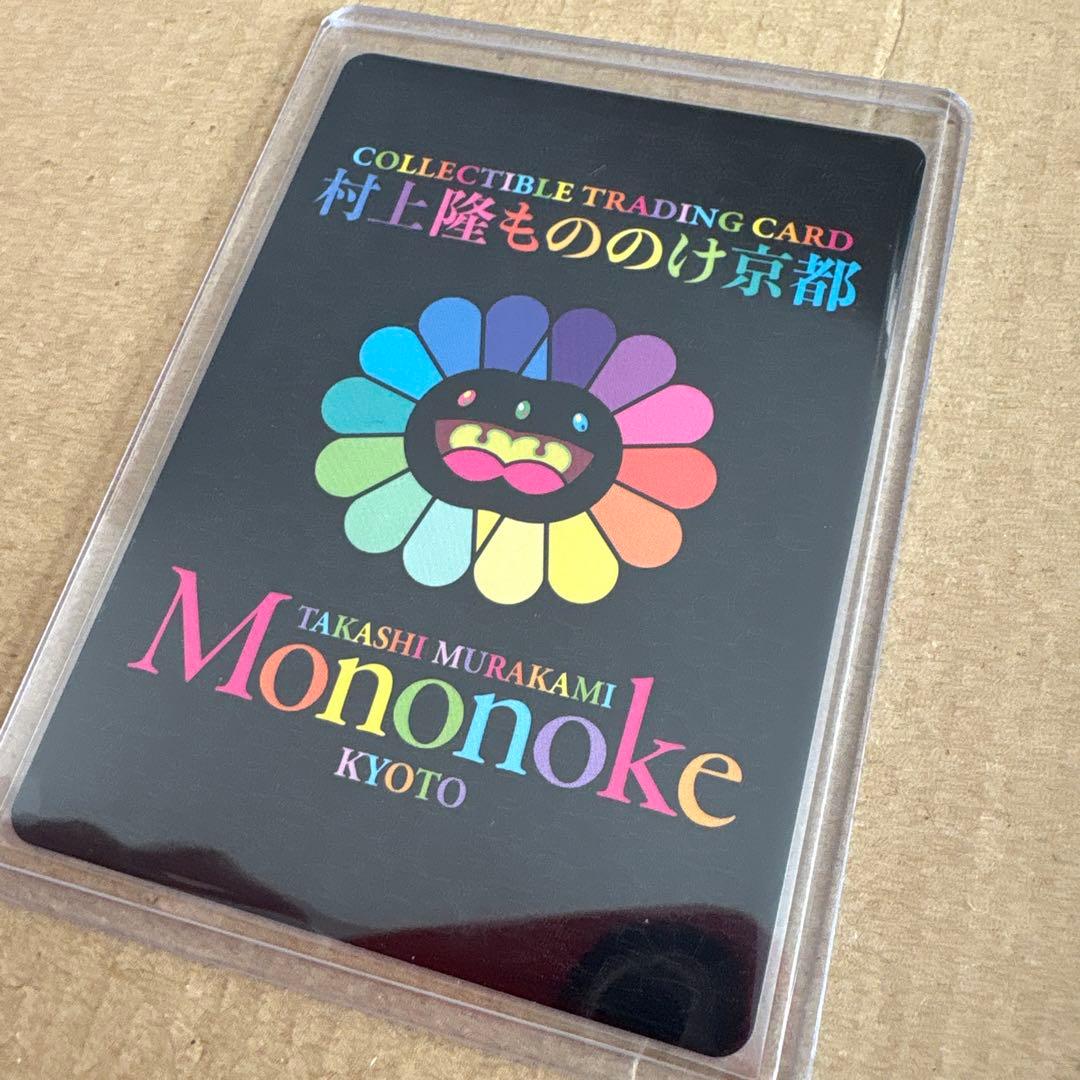 COLLECTIBLE TRADING CARD
村上隆もののけ京都
TAKASHI MURAKAMI
Mononoke
KYOTO